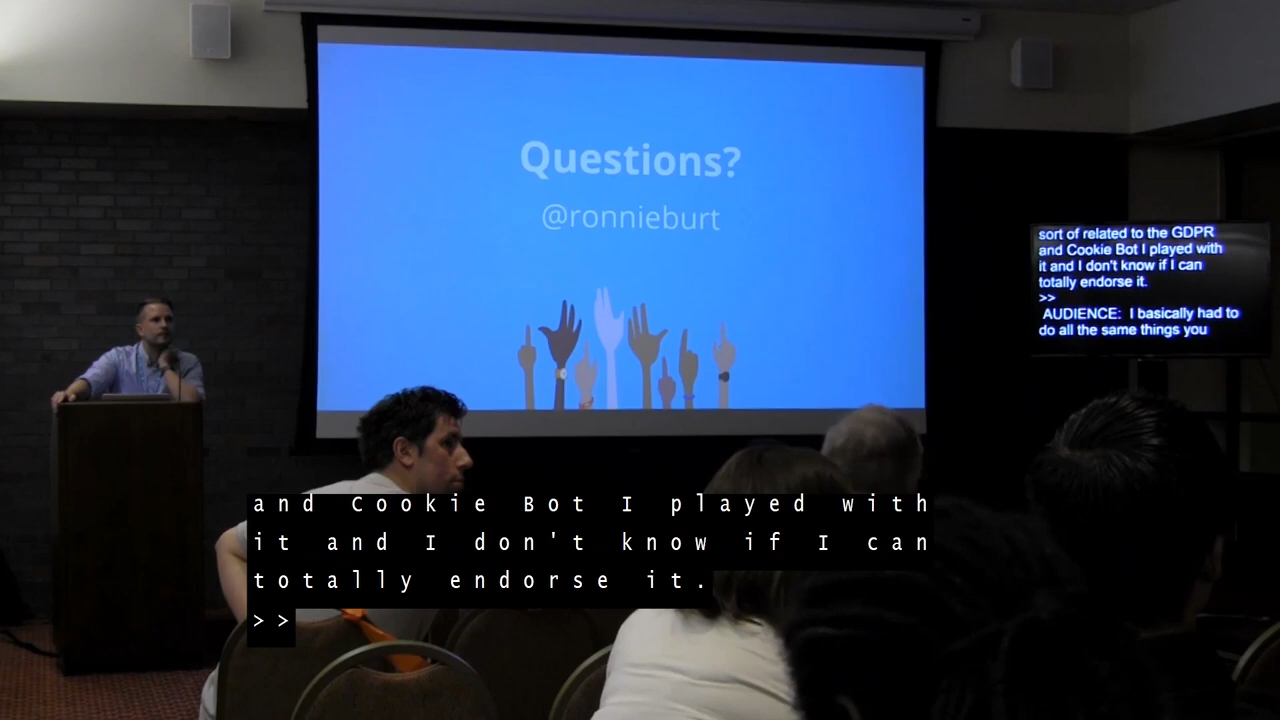 Questions?
@ronnieburt
sort of related to the GDPR
and Cookie Bot I played with
it and I don't know if I can
totally endorse it.
>>
AUDIENCE: I basically had to
do all the same things you
and Cookie Bot I played with
it and I don't know if I can
totally endorse it.
>>